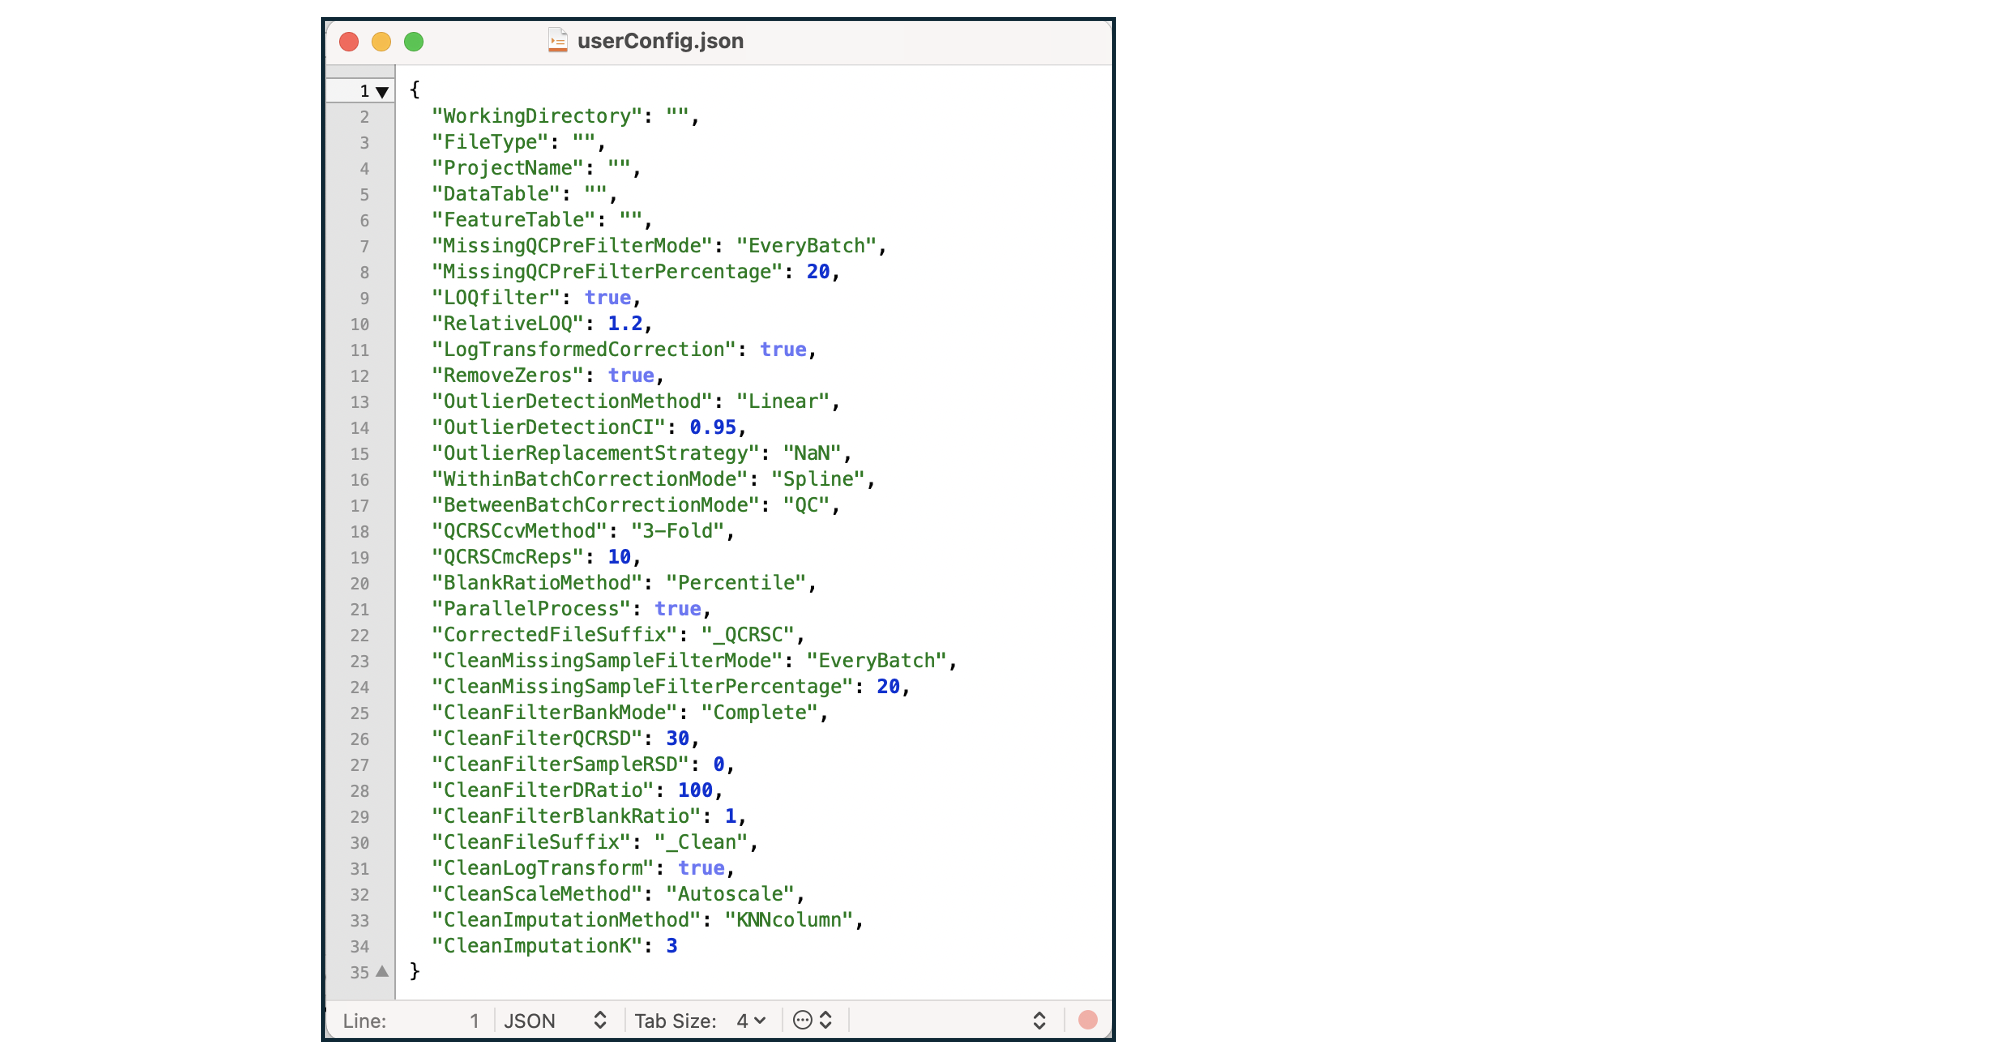 userConfig.json
1 {
2 "WorkingDirectory": "",
3 "FileType": "",
4 "ProjectName": "",
5 "DataTable": "",
6 "FeatureTable": "",
7 "MissingQCPreFilterMode": "EveryBatch",
8 "MissingQCPreFilterPercentage": 20,
9 "LOQfilter": true,
10 "RelativeLOQ": 1.2,
11 "LogTransformedCorrection": true,
12 "RemoveZeros": true,
13 "OutlierDetectionMethod": "Linear",
14 "OutlierDetectionCI": 0.95,
15 "OutlierReplacementStrategy": "NaN",
16 "WithinBatchCorrectionMode": "Spline",
17 "BetweenBatchCorrectionMode": "QC",
18 "QCRSCcvMethod": "3-Fold",
19 "QCRSCmcReps": 10,
20 "BlankRatioMethod": "Percentile",
21 "ParallelProcess": true,
22 "CorrectedFileSuffix": "_QCRSC",
23 "CleanMissingSampleFilterMode": "EveryBatch",
24 "CleanMissingSampleFilterPercentage": 20,
25 "CleanFilterBankMode": "Complete",
26 "CleanFilterQCRSD": 30,
27 "CleanFilterSampleRSD": 0,
28 "CleanFilterDRatio": 100,
29 "CleanFilterBlankRatio": 1,
30 "CleanFileSuffix": "_Clean",
31 "CleanLogTransform": true,
32 "CleanScaleMethod": "Autoscale",
33 "CleanImputationMethod": "KNNcolumn",
34 "CleanImputationK": 3
35 }
Line: 1 JSON Tab Size: 4